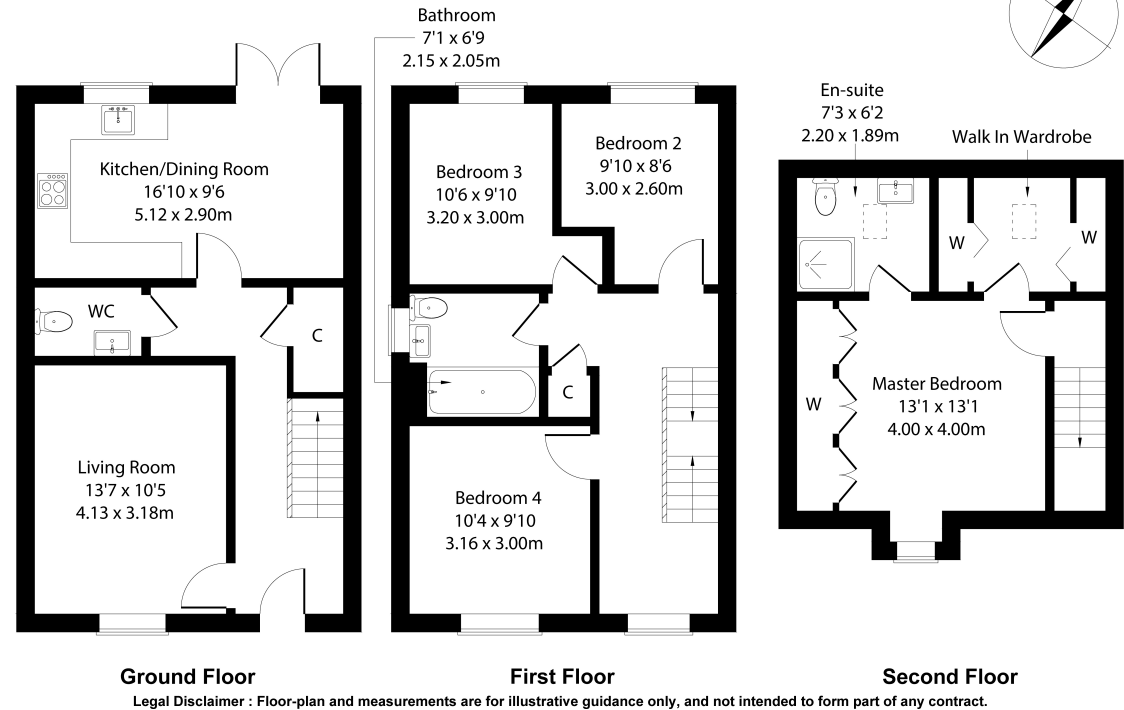 Bathroom
7'1 x 6'9
2.15 x 2.05m
Kitchen/Dining Room
16'10 x 9'6
5.12 x 2.90m
WC
C
Living Room
13'7 x 10'5
4.13 x 3.18m
Ground Floor
Bedroom 3
10'6 x 9'10
3.20 x 3.00m
Bedroom 2
9'10 x 8'6
3.00 x 2.60m
C
Bedroom 4
10'4 x 9'10
3.16 x 3.00m
First Floor
En-suite
7'3 x 6'2
2.20 x 1.89m
Walk In Wardrobe
W
W
W
Master Bedroom
13'1 x 13'1
4.00 x 4.00m
Second Floor
Legal Disclaimer : Floor-plan and measurements are for illustrative guidance only, and not intended to form part of any contract.